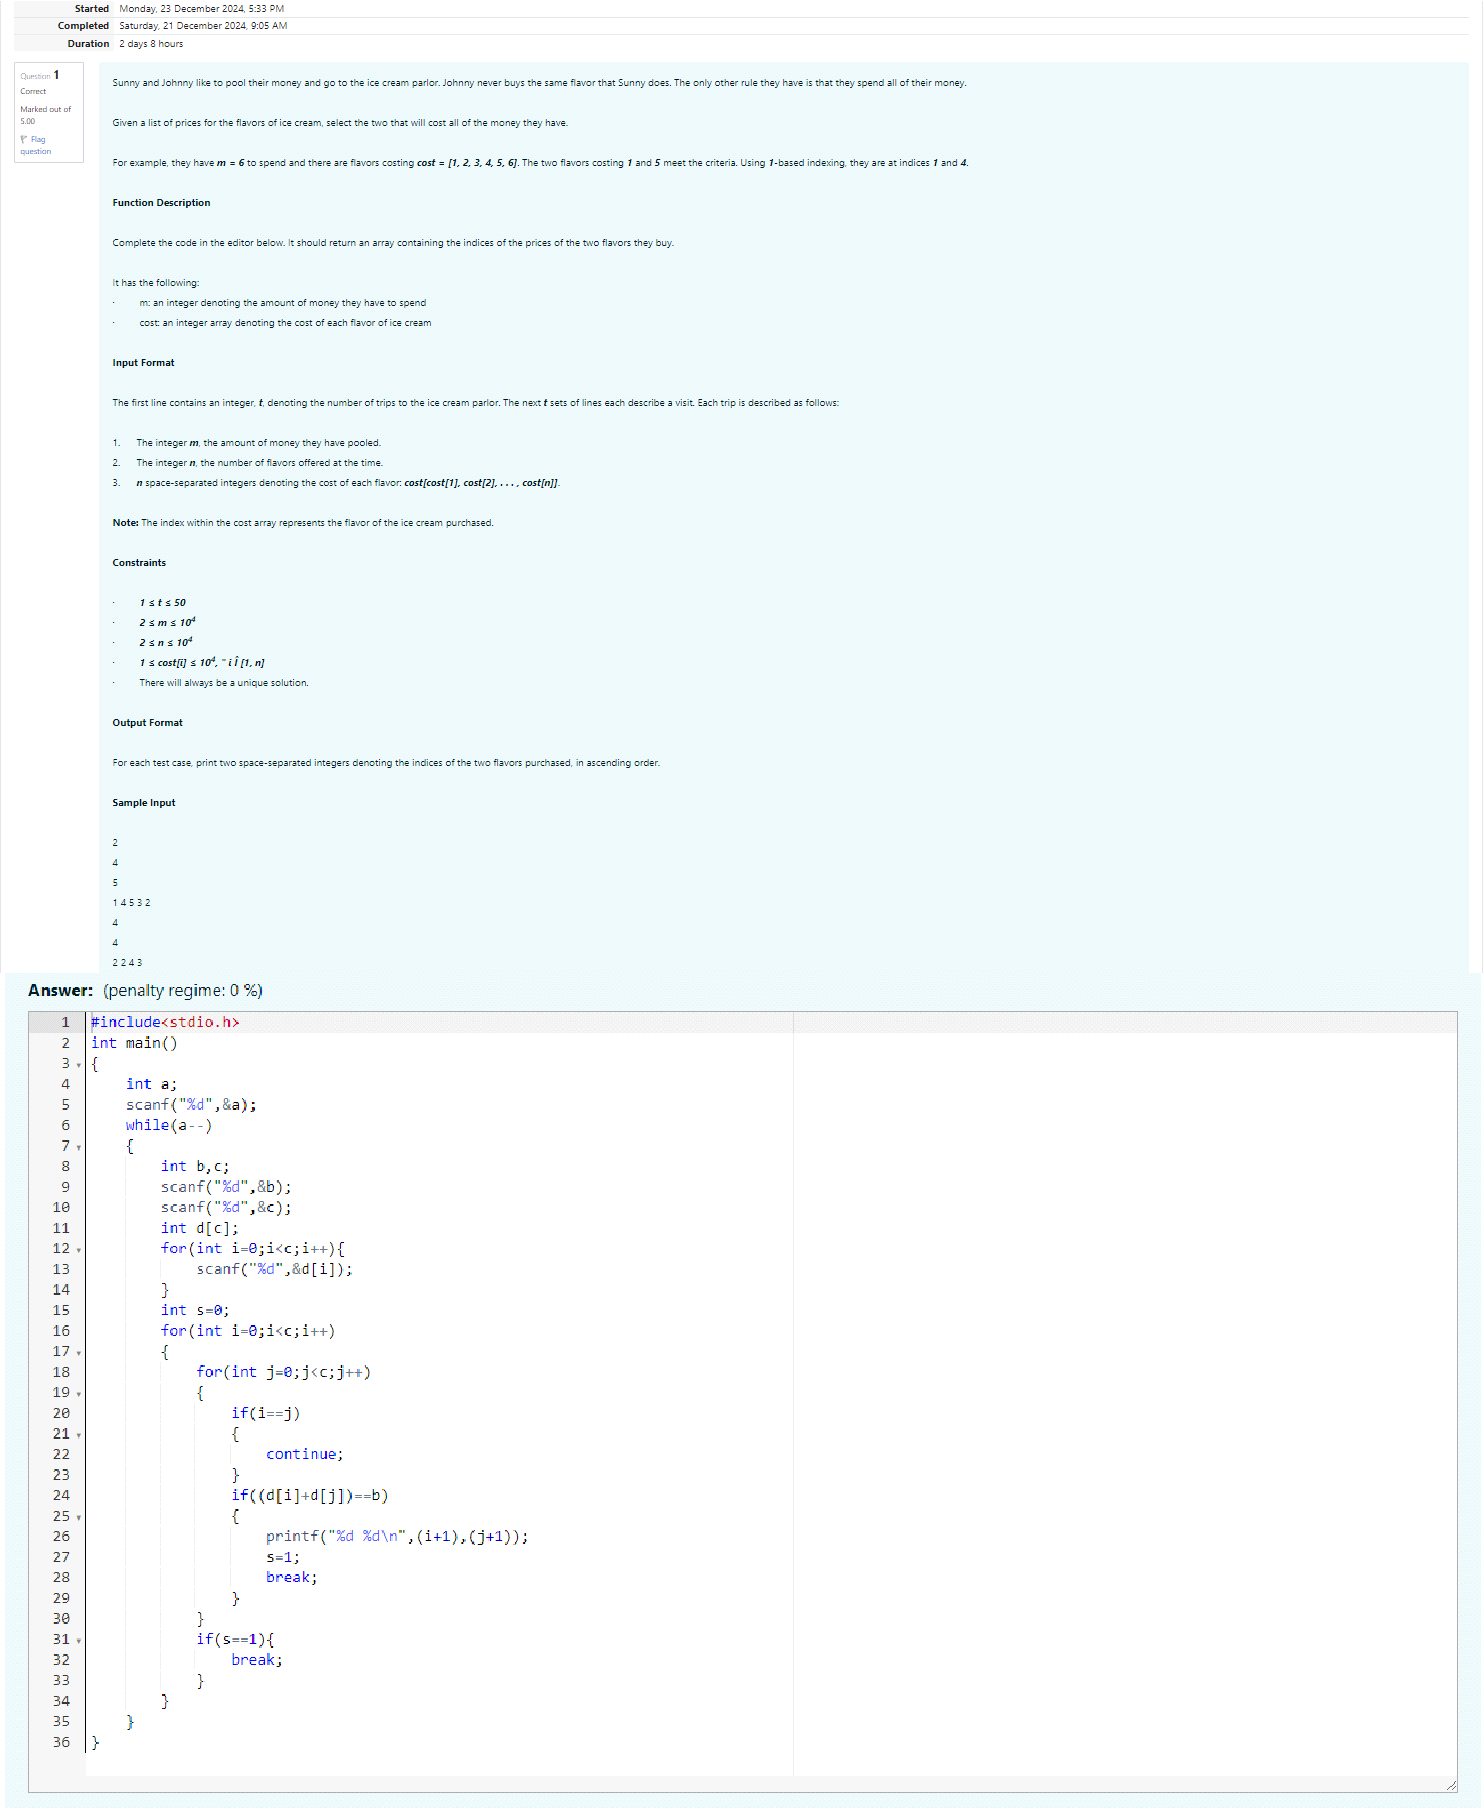 Started Monday, 23 December 2024, 5:33 PM
Completed Saturday, 21 December 2024, 9:05 AM
Duration 2 days 8 hours
Question 1
Correct
Marked out of
5.00
Flag
question
Sunny and Johnny like to pool their money and go to the ice cream parlor. Johnny never buys the same flavor that Sunny does. The only other rule they have is that they spend all of their money.
Given a list of prices for the flavors of ice cream, select the two that will cost all of the money they have.
For example, they have m = 6 to spend and there are flavors costing cost = [1, 2, 3, 4, 5, 6]. The two flavors costing 1 and 5 meet the criteria. Using 1-based indexing, they are at indices 1 and 4.
Function Description
Complete the code in the editor below. It should return an array containing the indices of the prices of the two flavors they buy.
It has the following:
· m: an integer denoting the amount of money they have to spend
· cost: an integer array denoting the cost of each flavor of ice cream
Input Format
The first line contains an integer, t, denoting the number of trips to the ice cream parlor. The next t sets of lines each describe a visit. Each trip is described as follows:
1. The integer m, the amount of money they have pooled.
2. The integer n, the number of flavors offered at the time.
3. n space-separated integers denoting the cost of each flavor: cost[cost[1], cost[2], . . . , cost[n]].
Note: The index within the cost array represents the flavor of the ice cream purchased.
Constraints
· 1 ≤ t ≤ 50
· 2 ≤ m ≤ 10⁴
· 2 ≤ n ≤ 10⁴
· 1 ≤ cost[i] ≤ 10⁴, " i Î [1, n]
· There will always be a unique solution.
Output Format
For each test case, print two space-separated integers denoting the indices of the two flavors purchased, in ascending order.
Sample Input
2
4
5
1 4 5 3 2
4
4
2 2 4 3
Answer: (penalty regime: 0 %)
1 #include<stdio.h>
2 int main()
3 {
4 int a;
5 scanf("%d",&a);
6 while(a--)
7 {
8 int b,c;
9 scanf("%d",&b);
10 scanf("%d",&c);
11 int d[c];
12 for(int i=0;i<c;i++){
13 scanf("%d",&d[i]);
14 }
15 int s=0;
16 for(int i=0;i<c;i++)
17 {
18 for(int j=0;j<c;j++)
19 {
20 if(i==j)
21 {
22 continue;
23 }
24 if((d[i]+d[j])==b)
25 {
26 printf("%d %d\n",(i+1),(j+1));
27 s=1;
28 break;
29 }
30 }
31 if(s==1){
32 break;
33 }
34 }
35 }
36 }